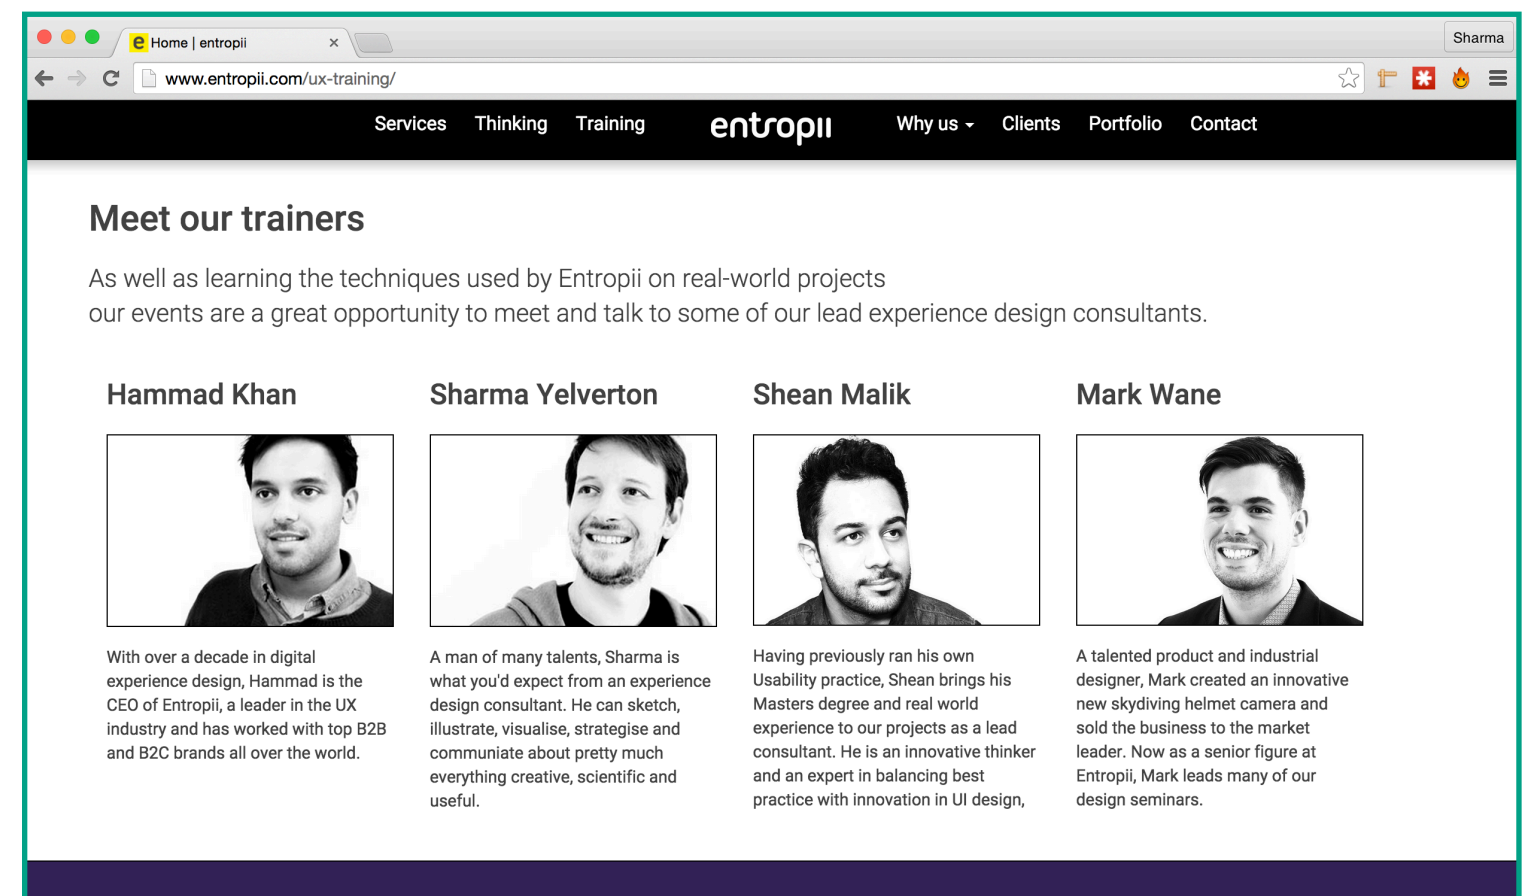 Home | entropii
Sharma
www.entropii.com/ux-training/
Services Thinking Training entropii Why us Clients Portfolio Contact
Meet our trainers
As well as learning the techniques used by Entropii on real-world projects
our events are a great opportunity to meet and talk to some of our lead experience design consultants.
Hammad Khan
With over a decade in digital
experience design, Hammad is the
CEO of Entropii, a leader in the UX
industry and has worked with top B2B
and B2C brands all over the world.
Sharma Yelverton
A man of many talents, Sharma is
what you'd expect from an experience
design consultant. He can sketch,
illustrate, visualise, strategise and
communiate about pretty much
everything creative, scientific and
useful.
Shean Malik
Having previously ran his own
Usability practice, Shean brings his
Masters degree and real world
experience to our projects as a lead
consultant. He is an innovative thinker
and an expert in balancing best
practice with innovation in UI design,
Mark Wane
A talented product and industrial
designer, Mark created an innovative
new skydiving helmet camera and
sold the business to the market
leader. Now as a senior figure at
Entropii, Mark leads many of our
design seminars.